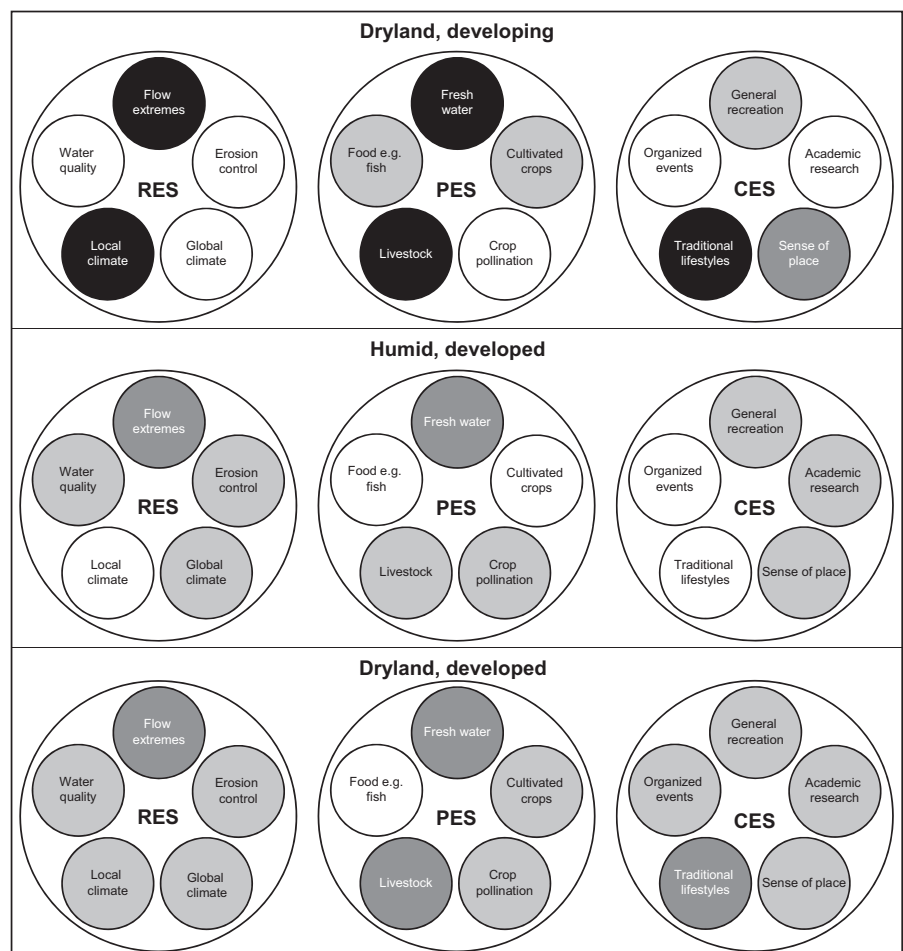 Dryland, developing
Flow
extremes
Water
quality
Erosion
control
RES
Local
climate
Global
climate
Fresh
water
Food e.g.
fish
Cultivated
crops
PES
Livestock
Crop
pollination
General
recreation
Organized
events
Academic
research
CES
Traditional
lifestyles
Sense of
place
Humid, developed
Flow
extremes
Water
quality
Erosion
control
RES
Local
climate
Global
climate
Fresh water
Food e.g.
fish
Cultivated
crops
PES
Livestock
Crop
pollination
General
recreation
Organized
events
Academic
research
CES
Traditional
lifestyles
Sense of place
Dryland, developed
Flow
extremes
Water
quality
Erosion
control
RES
Local
climate
Global
climate
Fresh water
Food e.g.
fish
Cultivated
crops
PES
Livestock
Crop
pollination
General
recreation
Organized
events
Academic
research
CES
Traditional
lifestyles
Sense of place